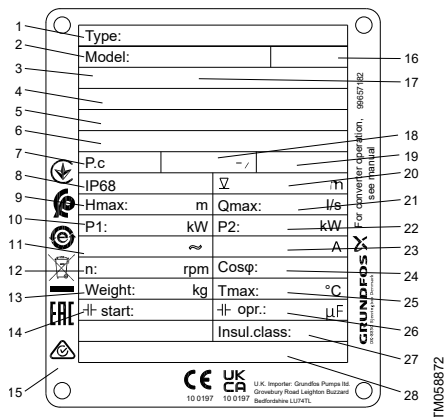 1 Type:
2 Model: 16
3 17
4
5
6
7 P.c 18
8 IP68 m 19
9 Hmax: m Qmax: l/s 20
10 P1: kW P2: kW 21
11 A 22
12 n: rpm Cosφ: 23
13 Weight: kg Tmax: °C 24
14 ⊣⊢ start: ⊣⊢ opr.: µF 25
Insul.class: 26
15 27
28
EAC
CE
10 0197
UK
CA
10 0197
U.K. Importer: Grundfos Pumps ltd.
Grovebury Road Leighton Buzzard
Bedfordshire LU74TL
For converter operation,
see manual
99657182
GRUNDFOS
TM058872